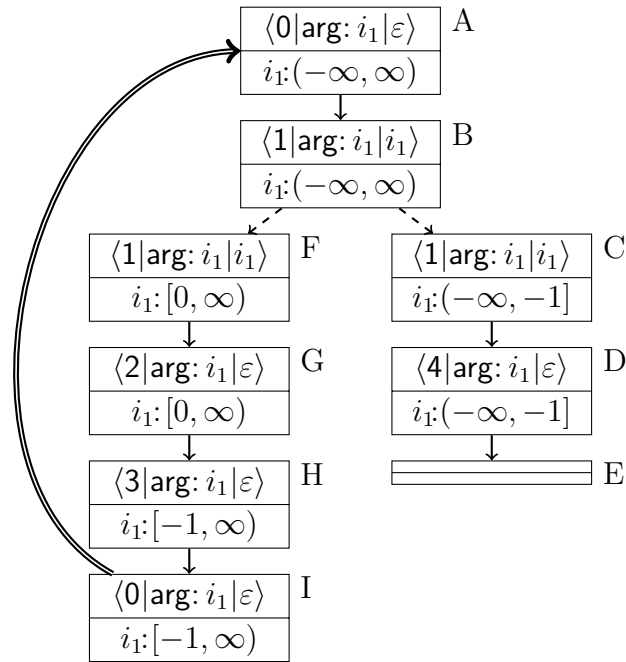 ⟨0|arg: i₁|ε⟩ A
i₁:(−∞, ∞)
⟨1|arg: i₁|i₁⟩ B
i₁:(−∞, ∞)
⟨1|arg: i₁|i₁⟩ F
i₁:[0, ∞)
⟨1|arg: i₁|i₁⟩ C
i₁:(−∞, −1]
⟨2|arg: i₁|ε⟩ G
i₁:[0, ∞)
⟨4|arg: i₁|ε⟩ D
i₁:(−∞, −1]
⟨3|arg: i₁|ε⟩ H
i₁:[−1, ∞)
E
⟨0|arg: i₁|ε⟩ I
i₁:[−1, ∞)